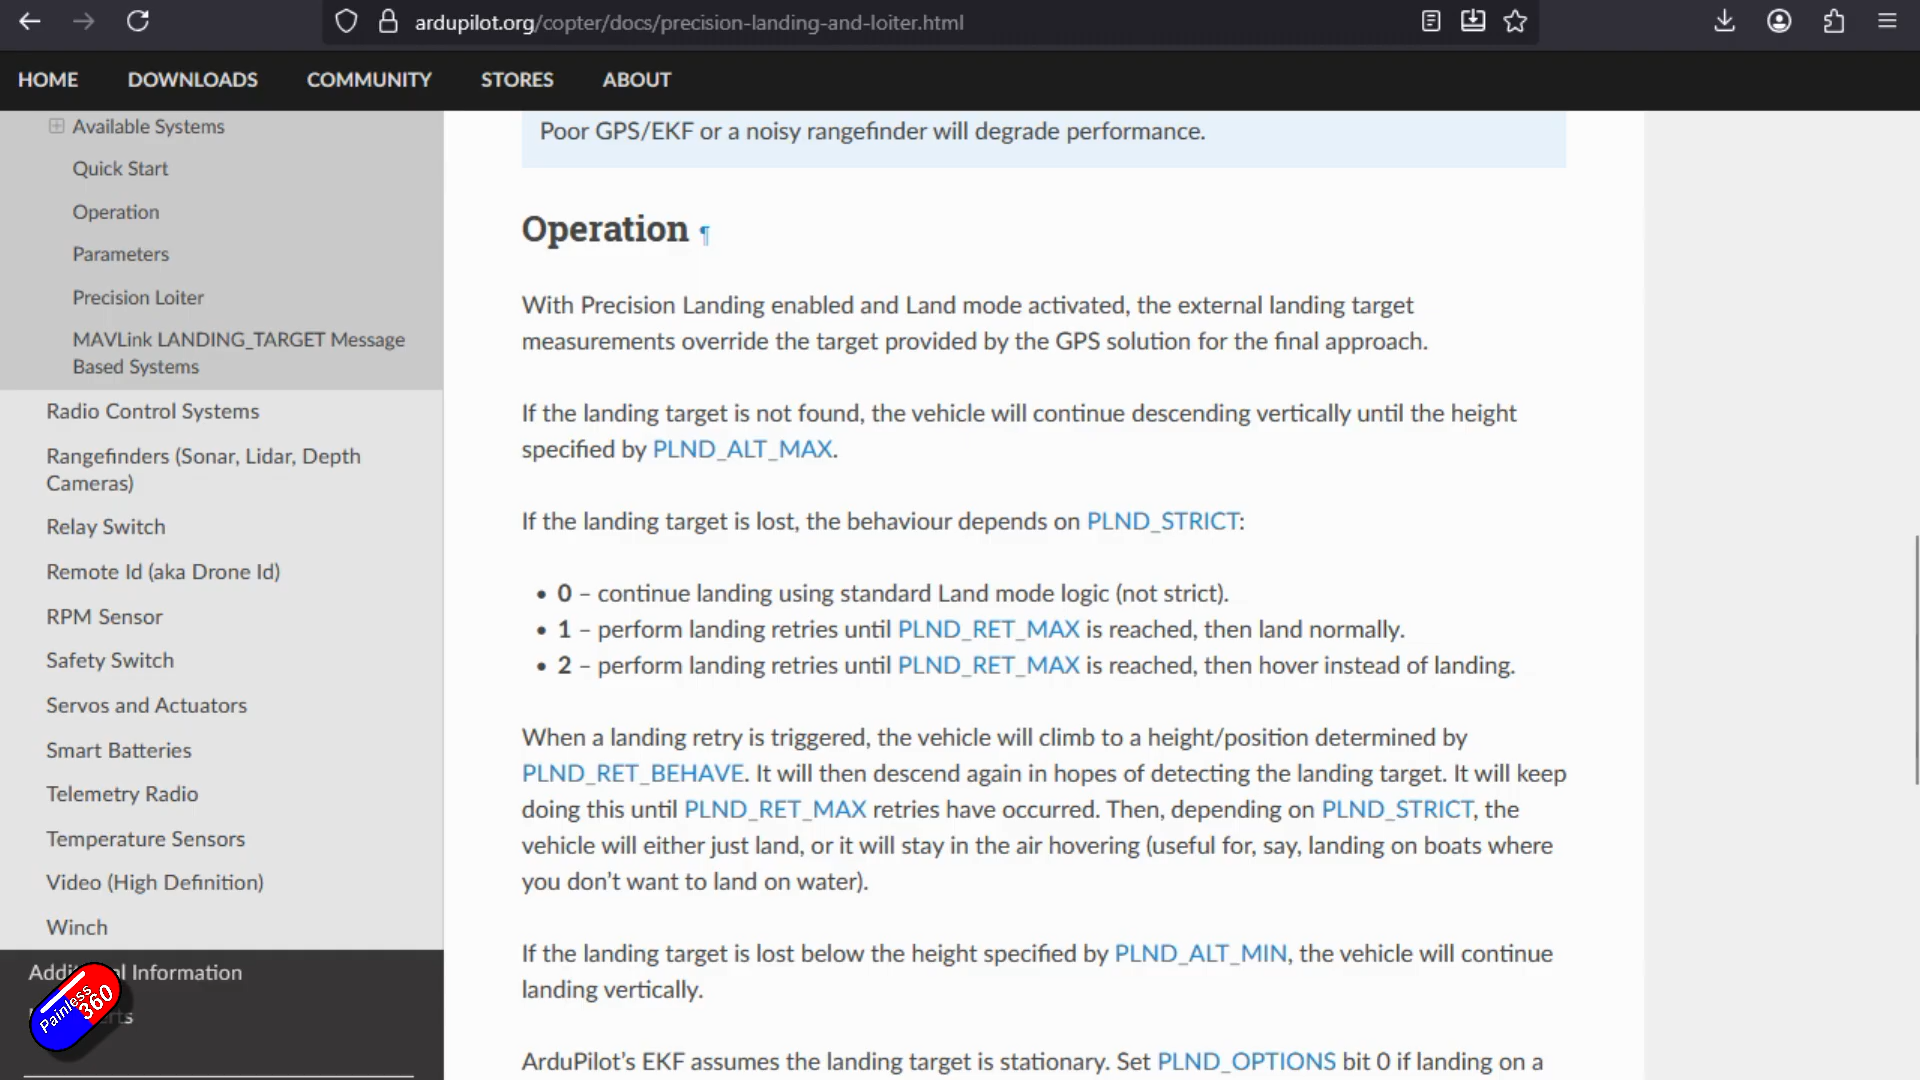 ardupilot.org/copter/docs/precision-landing-and-loiter.html
HOME DOWNLOADS COMMUNITY STORES ABOUT
Available Systems
Quick Start
Operation
Parameters
Precision Loiter
MAVLink LANDING_TARGET Message
Based Systems
Radio Control Systems
Rangefinders (Sonar, Lidar, Depth
Cameras)
Relay Switch
Remote Id (aka Drone Id)
RPM Sensor
Safety Switch
Servos and Actuators
Smart Batteries
Telemetry Radio
Temperature Sensors
Video (High Definition)
Winch
Information
Painless
360
Poor GPS/EKF or a noisy rangefinder will degrade performance.
Operation ¶
With Precision Landing enabled and Land mode activated, the external landing target
measurements override the target provided by the GPS solution for the final approach.
If the landing target is not found, the vehicle will continue descending vertically until the height
specified by PLND_ALT_MAX.
If the landing target is lost, the behaviour depends on PLND_STRICT:
• 0 – continue landing using standard Land mode logic (not strict).
• 1 – perform landing retries until PLND_RET_MAX is reached, then land normally.
• 2 – perform landing retries until PLND_RET_MAX is reached, then hover instead of landing.
When a landing retry is triggered, the vehicle will climb to a height/position determined by
PLND_RET_BEHAVE. It will then descend again in hopes of detecting the landing target. It will keep
doing this until PLND_RET_MAX retries have occurred. Then, depending on PLND_STRICT, the
vehicle will either just land, or it will stay in the air hovering (useful for, say, landing on boats where
you don't want to land on water).
If the landing target is lost below the height specified by PLND_ALT_MIN, the vehicle will continue
landing vertically.
ArduPilot's EKF assumes the landing target is stationary. Set PLND_OPTIONS bit 0 if landing on a